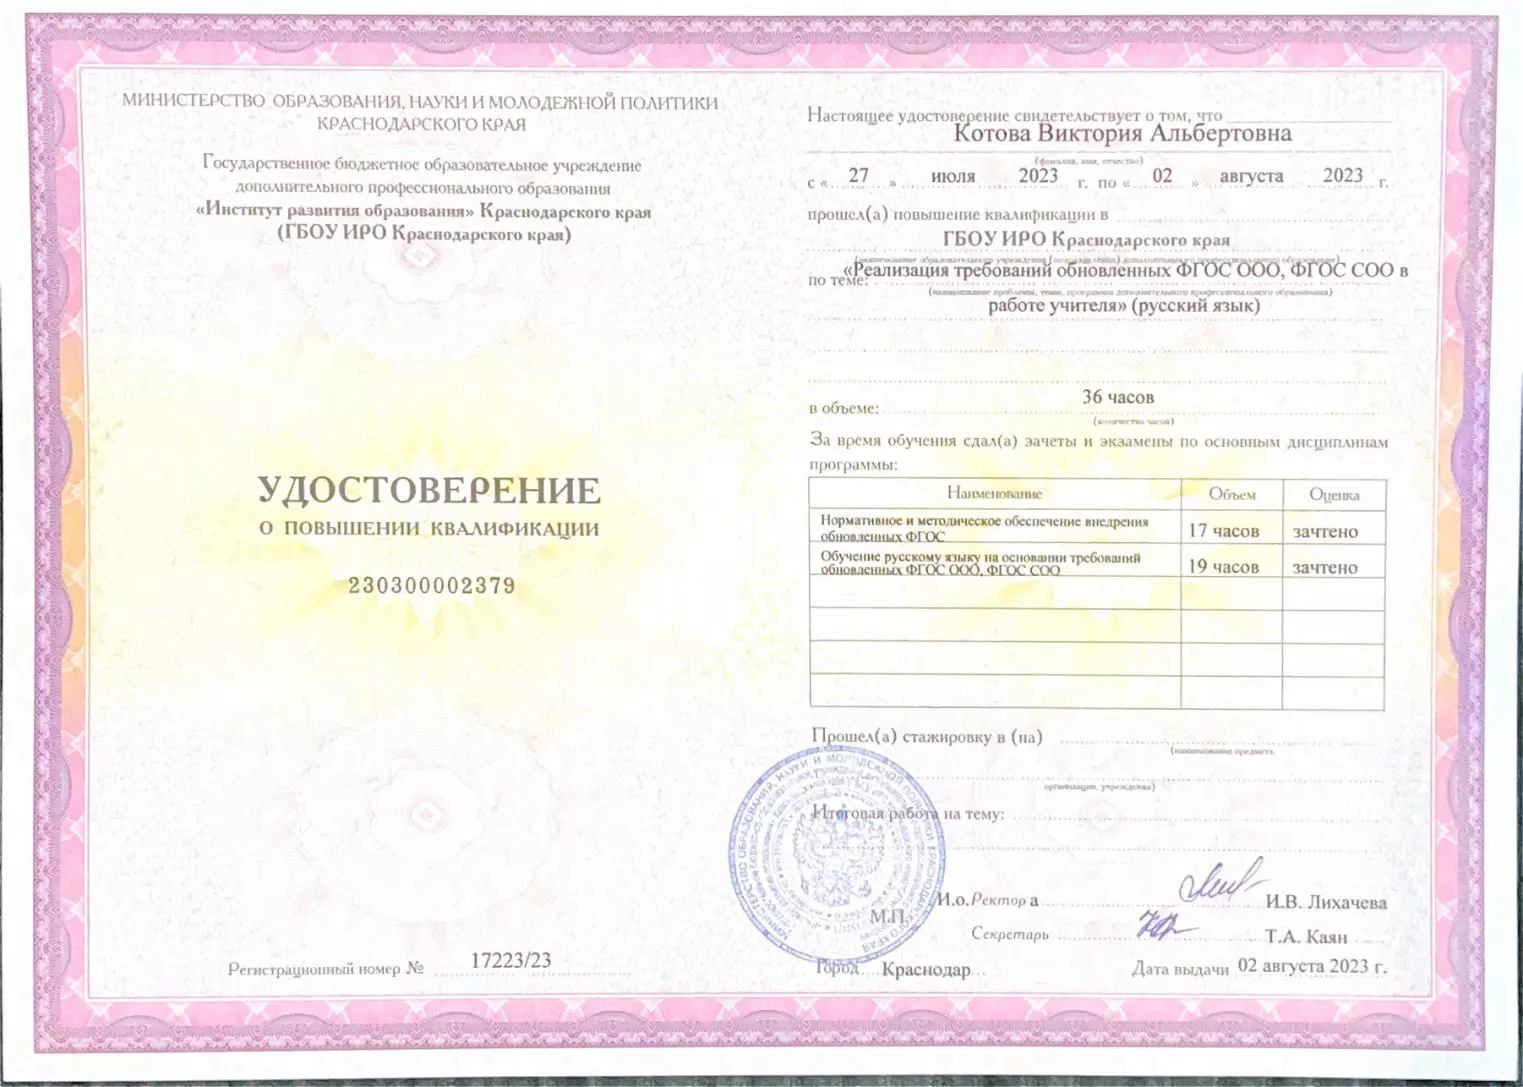 МИНИСТЕРСТВО ОБРАЗОВАНИЯ, НАУКИ И МОЛОДЕЖНОЙ ПОЛИТИКИ
КРАСНОДАРСКОГО КРАЯ
Государственное бюджетное образовательное учреждение
дополнительного профессионального образования
«Институт развития образования» Краснодарского края
(ГБОУ ИРО Краснодарского края)
УДОСТОВЕРЕНИЕ
О ПОВЫШЕНИИ КВАЛИФИКАЦИИ
230300002379
Регистрационный номер № 17223/23
Настоящее удостоверение свидетельствует о том, что
Котова Виктория Альбертовна
(фамилия, имя, отчество)
с « 27 » июля 2023 г. по « 02 » августа 2023 г.
прошел(а) повышение квалификации в
ГБОУ ИРО Краснодарского края
(наименование образовательного учреждения (подразделения) дополнительного профессионального образования)
по теме: «Реализация требований обновленных ФГОС ООО, ФГОС СОО в
(наименование проблемы, темы, программы дополнительного профессионального образования)
работе учителя» (русский язык)
в объеме: 36 часов
(количество часов)
За время обучения сдал(а) зачеты и экзамены по основным дисциплинам
программы:
Наименование Объем Оценка
Нормативное и методическое обеспечение внедрения
обновленных ФГОС 17 часов зачтено
Обучение русскому языку на основании требований
обновленных ФГОС ООО, ФГОС СОО 19 часов зачтено
Прошел(а) стажировку в (на)
(наименование предмета
организации, учреждения)
Итоговая работа на тему:
И.о. Ректор а И.В. Лихачева
М.П.
Секретарь Т.А. Каян
Город Краснодар Дата выдачи 02 августа 2023 г.